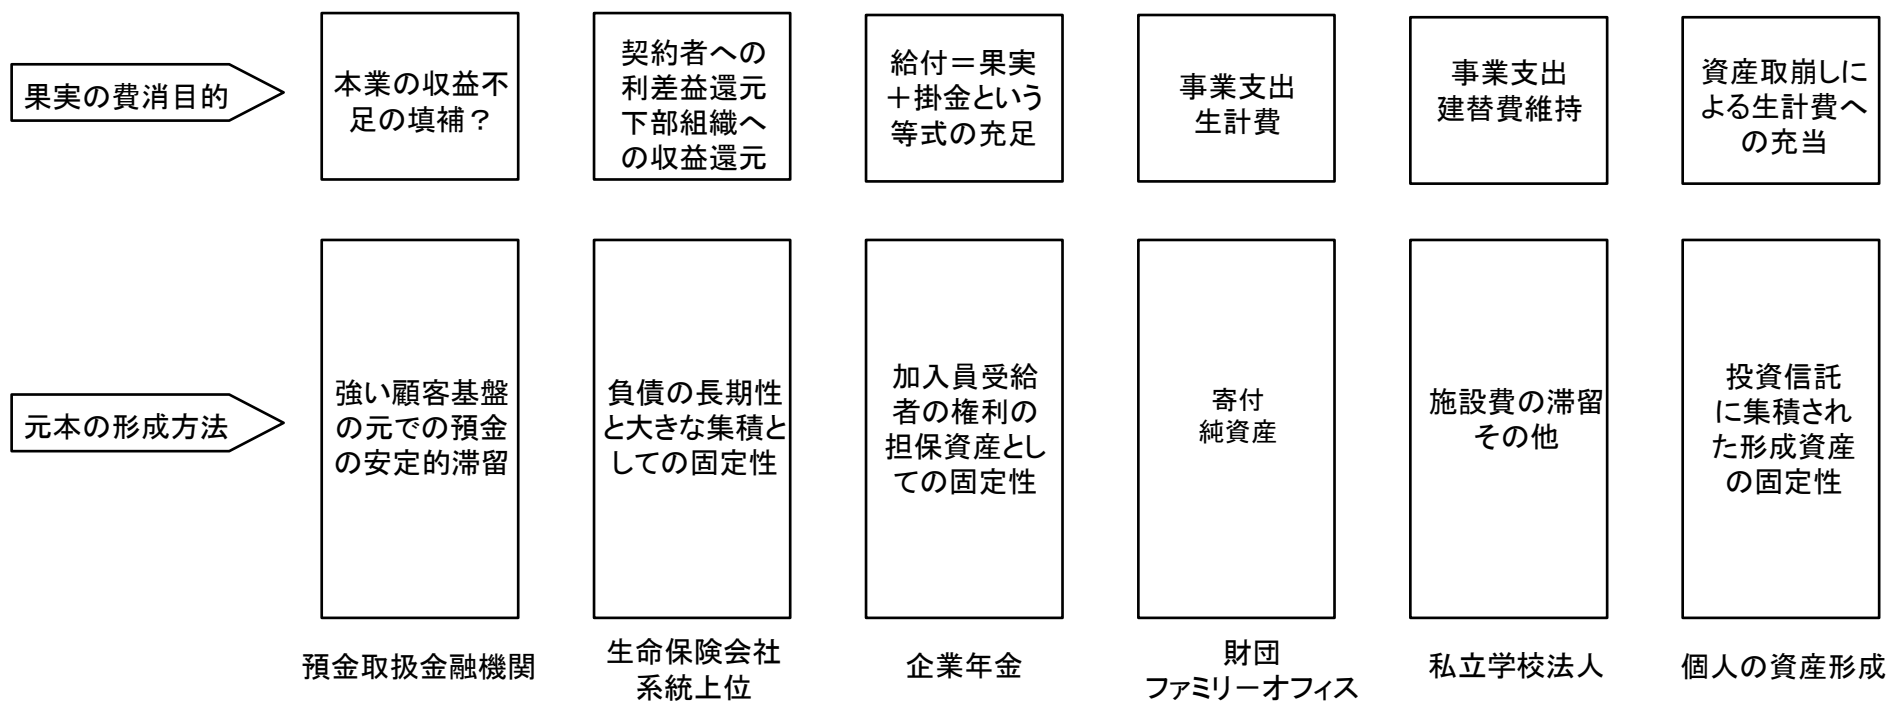 果実の費消目的
本業の収益不
足の填補？
契約者への
利差益還元
下部組織へ
の収益還元
給付＝果実
＋掛金という
等式の充足
事業支出
生計費
事業支出
建替費維持
資産取崩しに
よる生計費へ
の充当
元本の形成方法
強い顧客基盤
の元での預金
の安定的滞留
負債の長期性
と大きな集積と
しての固定性
加入員受給
者の権利の
担保資産とし
ての固定性
寄付
純資産
施設費の滞留
その他
投資信託
に集積され
た形成資産
の固定性
預金取扱金融機関
生命保険会社
系統上位
企業年金
財団
ファミリーオフィス
私立学校法人
個人の資産形成